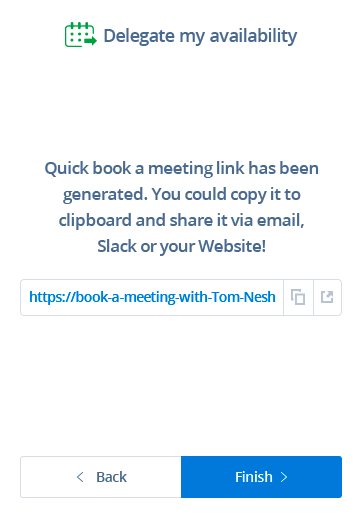 Delegate my availability
Quick book a meeting link has been
generated. You could copy it to
clipboard and share it via email,
Slack or your Website!
https://book-a-meeting-with-Tom-Nesh
Back
Finish